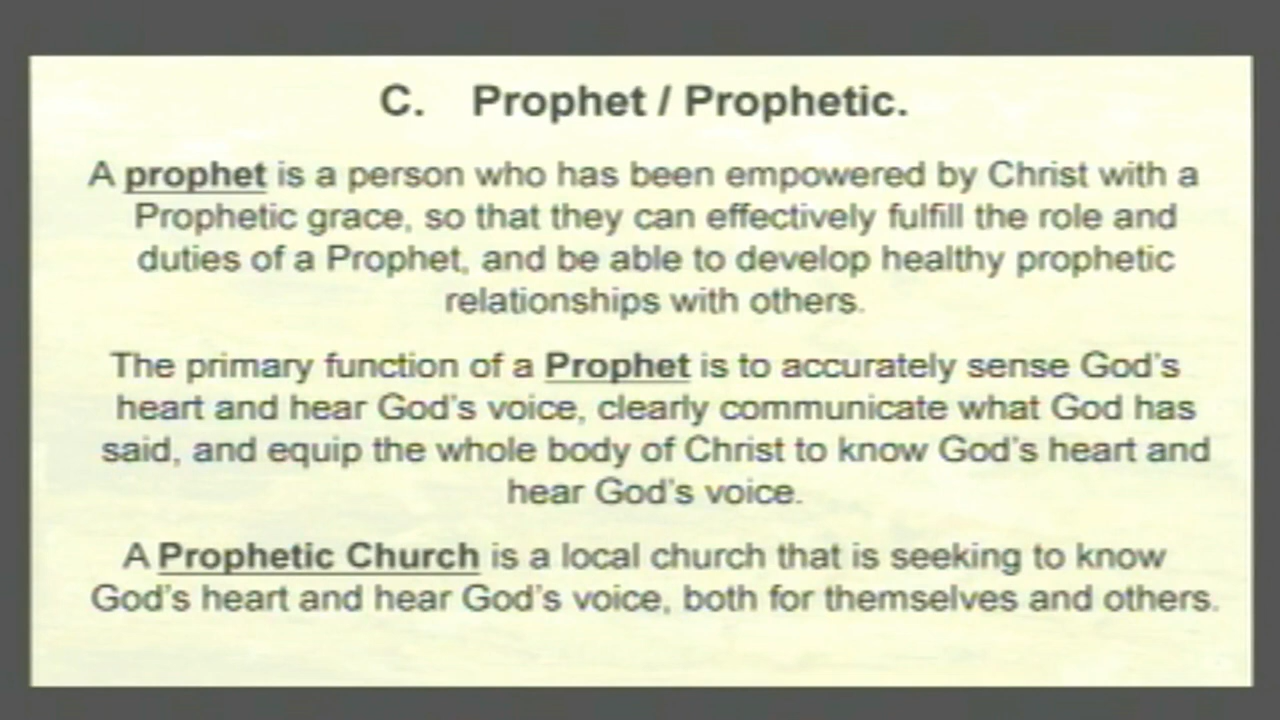 C. Prophet / Prophetic.
A prophet is a person who has been empowered by Christ with a
Prophetic grace, so that they can effectively fulfill the role and
duties of a Prophet, and be able to develop healthy prophetic
relationships with others.
The primary function of a Prophet is to accurately sense God's
heart and hear God's voice, clearly communicate what God has
said, and equip the whole body of Christ to know God's heart and
hear God's voice.
A Prophetic Church is a local church that is seeking to know
God's heart and hear God's voice, both for themselves and others.